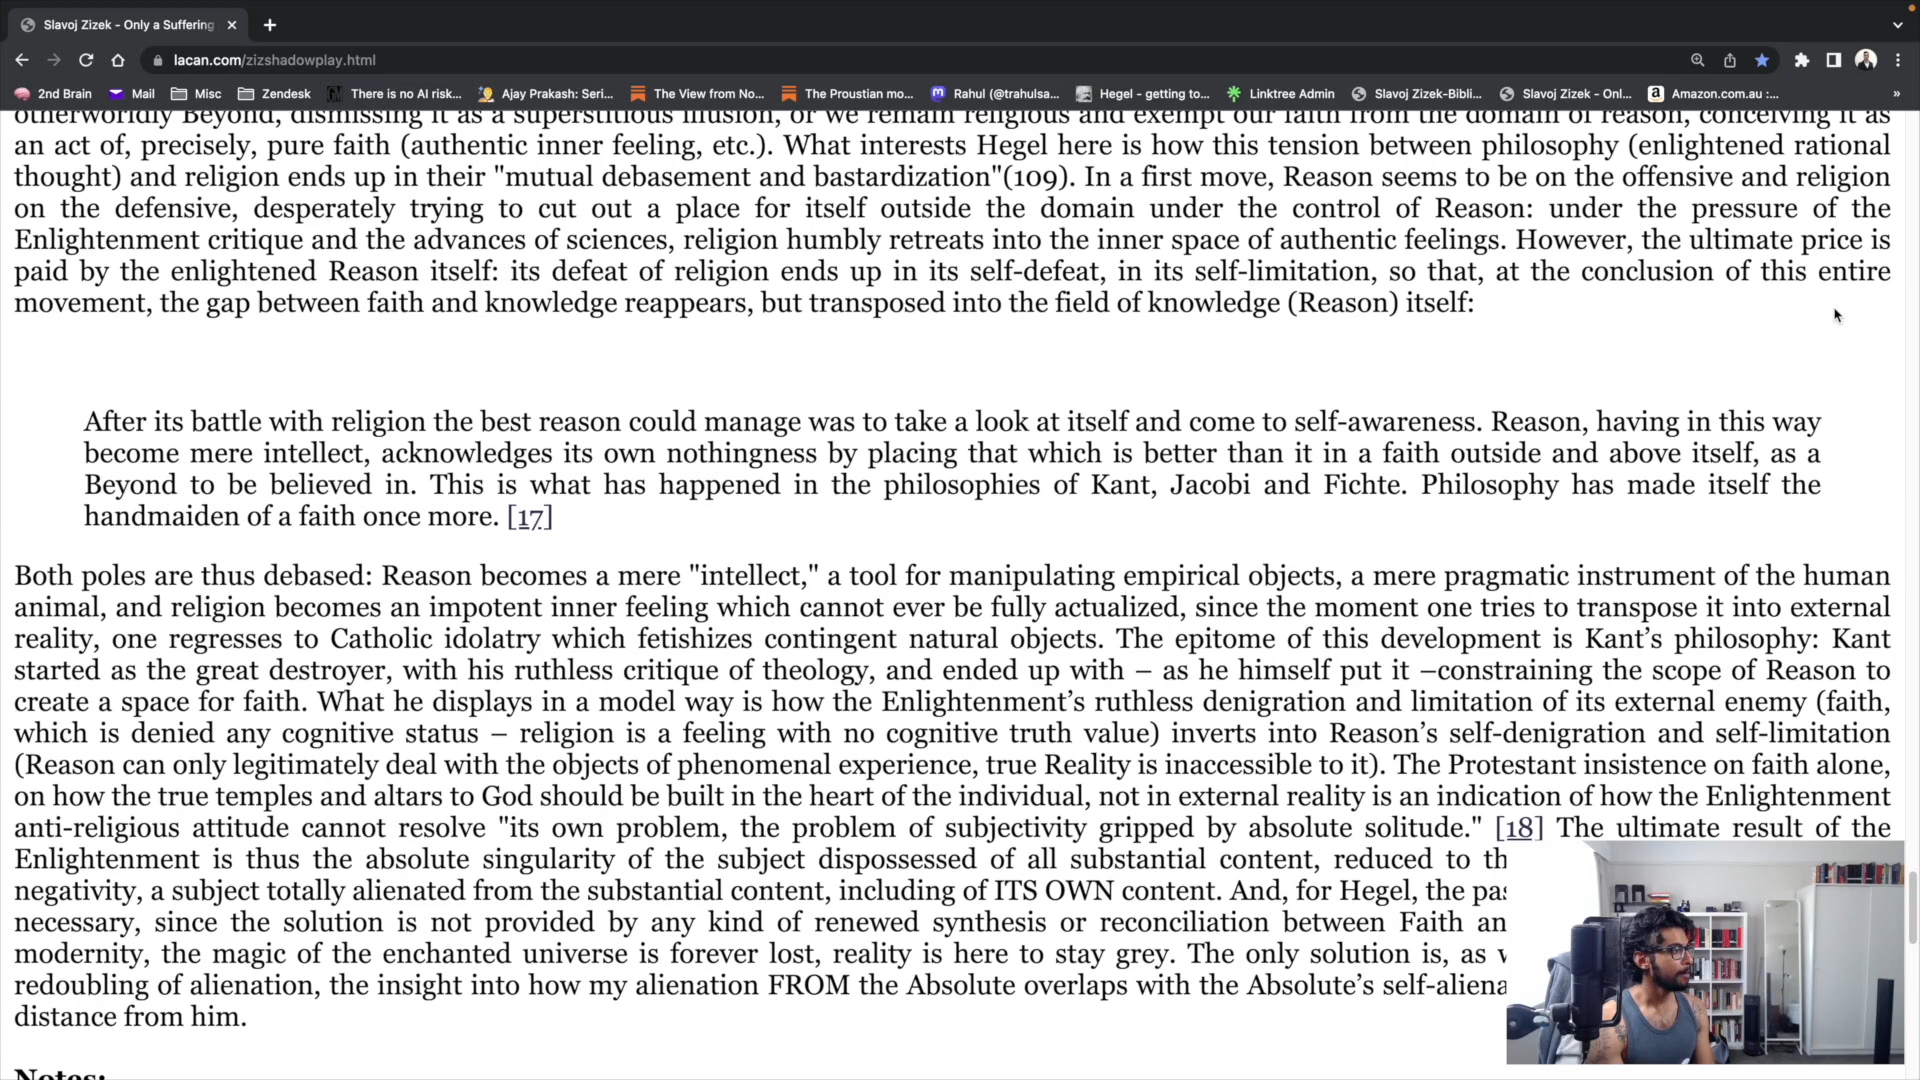 Slavoj Zizek - Only a Suffering
lacan.com/zizshadowplay.html
2nd Brain Mail Misc Zendesk There is no AI risk... Ajay Prakash: Seri... The View from No... The Proustian mo... Rahul (@trahulsa... Hegel - getting to... Linktree Admin Slavoj Zizek-Bibli... Slavoj Zizek - Onl... Amazon.com.au :... »
otherworldly Beyond, dismissing it as a superstitious illusion, or we remain religious and exempt our faith from the domain of reason, conceiving it as
an act of, precisely, pure faith (authentic inner feeling, etc.). What interests Hegel here is how this tension between philosophy (enlightened rational
thought) and religion ends up in their "mutual debasement and bastardization"(109). In a first move, Reason seems to be on the offensive and religion
on the defensive, desperately trying to cut out a place for itself outside the domain under the control of Reason: under the pressure of the
Enlightenment critique and the advances of sciences, religion humbly retreats into the inner space of authentic feelings. However, the ultimate price is
paid by the enlightened Reason itself: its defeat of religion ends up in its self-defeat, in its self-limitation, so that, at the conclusion of this entire
movement, the gap between faith and knowledge reappears, but transposed into the field of knowledge (Reason) itself:
After its battle with religion the best reason could manage was to take a look at itself and come to self-awareness. Reason, having in this way
become mere intellect, acknowledges its own nothingness by placing that which is better than it in a faith outside and above itself, as a
Beyond to be believed in. This is what has happened in the philosophies of Kant, Jacobi and Fichte. Philosophy has made itself the
handmaiden of a faith once more. [17]
Both poles are thus debased: Reason becomes a mere "intellect," a tool for manipulating empirical objects, a mere pragmatic instrument of the human
animal, and religion becomes an impotent inner feeling which cannot ever be fully actualized, since the moment one tries to transpose it into external
reality, one regresses to Catholic idolatry which fetishizes contingent natural objects. The epitome of this development is Kant’s philosophy: Kant
started as the great destroyer, with his ruthless critique of theology, and ended up with – as he himself put it –constraining the scope of Reason to
create a space for faith. What he displays in a model way is how the Enlightenment’s ruthless denigration and limitation of its external enemy (faith,
which is denied any cognitive status – religion is a feeling with no cognitive truth value) inverts into Reason’s self-denigration and self-limitation
(Reason can only legitimately deal with the objects of phenomenal experience, true Reality is inaccessible to it). The Protestant insistence on faith alone,
on how the true temples and altars to God should be built in the heart of the individual, not in external reality is an indication of how the Enlightenment
anti-religious attitude cannot resolve "its own problem, the problem of subjectivity gripped by absolute solitude." [18] The ultimate result of the
Enlightenment is thus the absolute singularity of the subject dispossessed of all substantial content, reduced to th
negativity, a subject totally alienated from the substantial content, including of ITS OWN content. And, for Hegel, the pas
necessary, since the solution is not provided by any kind of renewed synthesis or reconciliation between Faith an
modernity, the magic of the enchanted universe is forever lost, reality is here to stay grey. The only solution is, as w
redoubling of alienation, the insight into how my alienation FROM the Absolute overlaps with the Absolute’s self-aliena
distance from him.
Notes: